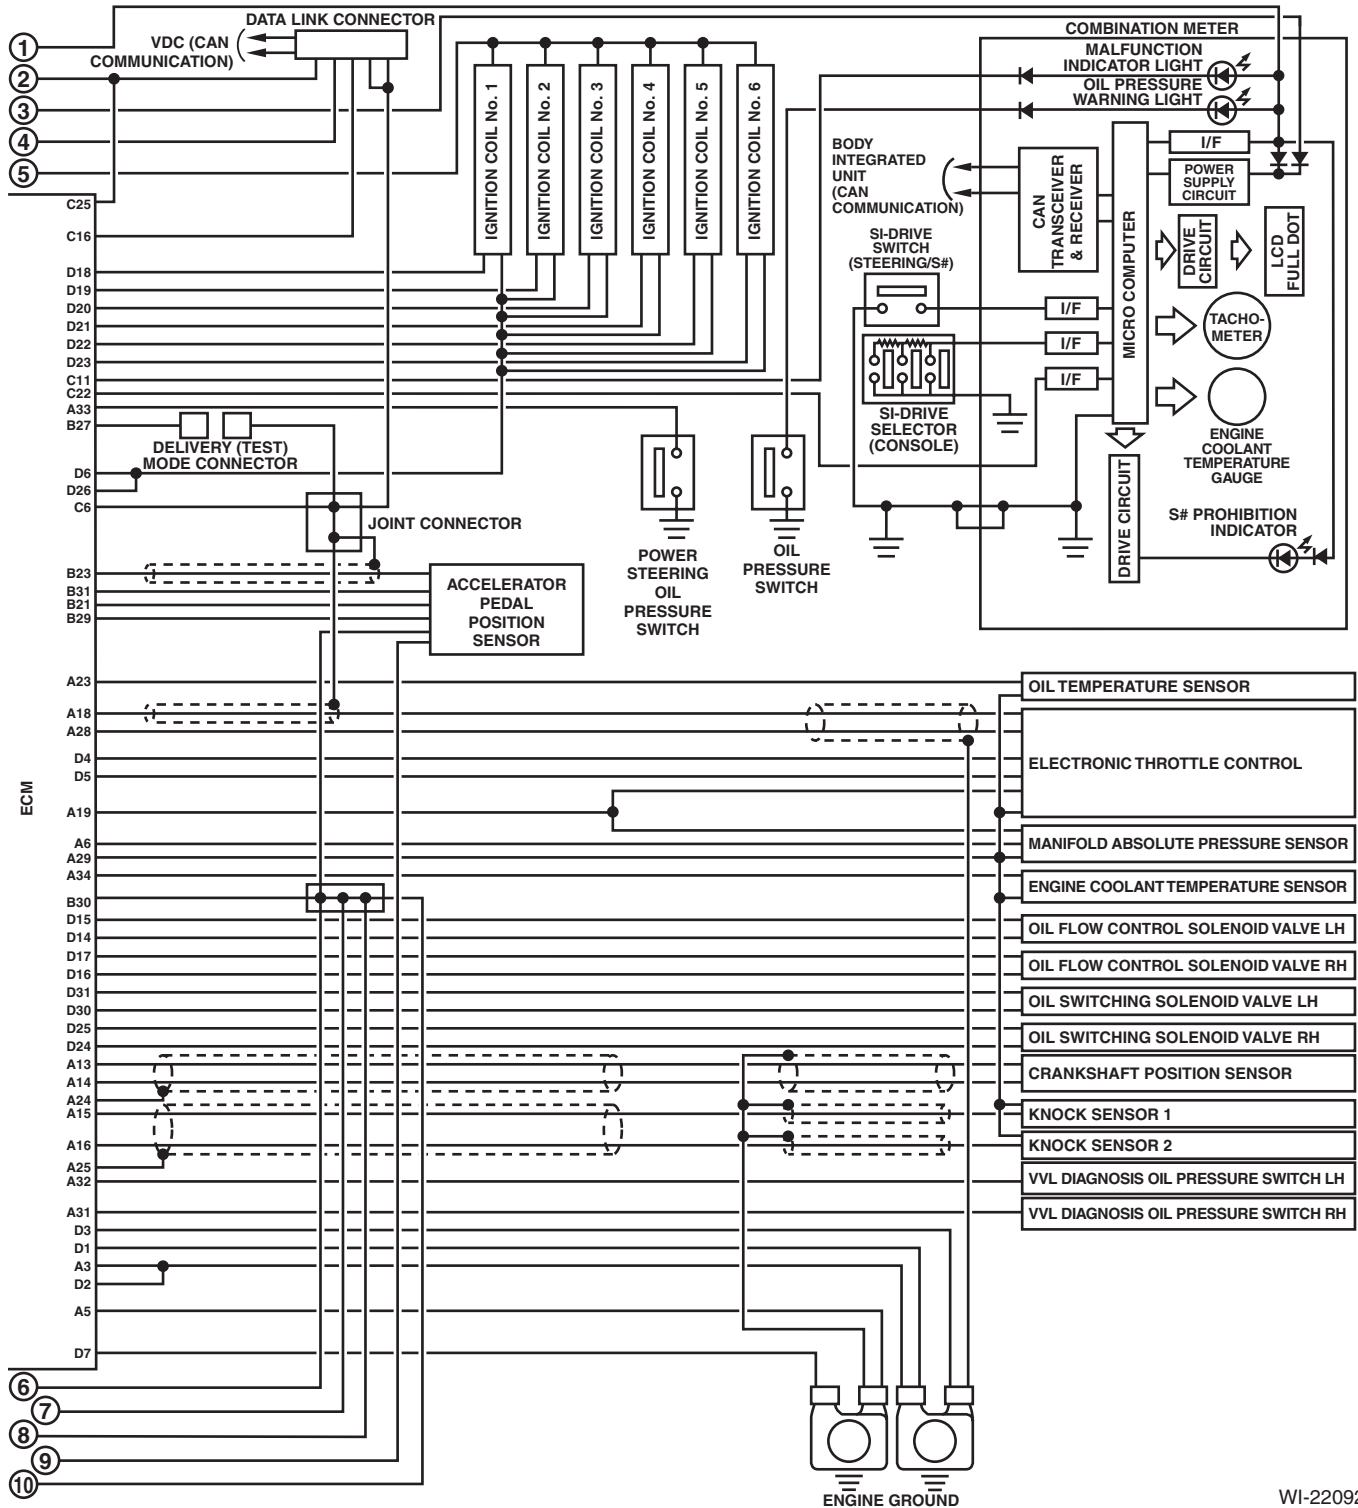 DATA LINK CONNECTOR
VDC (CAN
COMMUNICATION)
1
2
3
4
5
IGNITION COIL No. 1
IGNITION COIL No. 2
IGNITION COIL No. 3
IGNITION COIL No. 4
IGNITION COIL No. 5
IGNITION COIL No. 6
COMBINATION METER
MALFUNCTION
INDICATOR LIGHT
OIL PRESSURE
WARNING LIGHT
BODY
INTEGRATED
UNIT
(CAN
COMMUNICATION)
CAN
TRANSCEIVER
& RECEIVER
MICRO COMPUTER
I/F
POWER
SUPPLY
CIRCUIT
DRIVE
CIRCUIT
LCD
FULL DOT
SI-DRIVE
SWITCH
(STEERING/S#)
I/F
I/F
I/F
TACHO-
METER
SI-DRIVE
SELECTOR
(CONSOLE)
ENGINE
COOLANT
TEMPERATURE
GAUGE
DRIVE CIRCUIT
S# PROHIBITION
INDICATOR
C25
C16
D18
D19
D20
D21
D22
D23
C11
C22
A33
B27
DELIVERY (TEST)
MODE CONNECTOR
D6
D26
C6
JOINT CONNECTOR
POWER
STEERING
OIL
PRESSURE
SWITCH
OIL
PRESSURE
SWITCH
B23
B31
B21
B29
ACCELERATOR
PEDAL
POSITION
SENSOR
ECM
A23
A18
A28
D4
D5
A19
A6
A29
A34
B30
D15
D14
D17
D16
D31
D30
D25
D24
A13
A14
A24
A15
A16
A25
A32
A31
D3
D1
A3
D2
A5
D7
OIL TEMPERATURE SENSOR
ELECTRONIC THROTTLE CONTROL
MANIFOLD ABSOLUTE PRESSURE SENSOR
ENGINE COOLANT TEMPERATURE SENSOR
OIL FLOW CONTROL SOLENOID VALVE LH
OIL FLOW CONTROL SOLENOID VALVE RH
OIL SWITCHING SOLENOID VALVE LH
OIL SWITCHING SOLENOID VALVE RH
CRANKSHAFT POSITION SENSOR
KNOCK SENSOR 1
KNOCK SENSOR 2
VVL DIAGNOSIS OIL PRESSURE SWITCH LH
VVL DIAGNOSIS OIL PRESSURE SWITCH RH
6
7
8
9
10
ENGINE GROUND